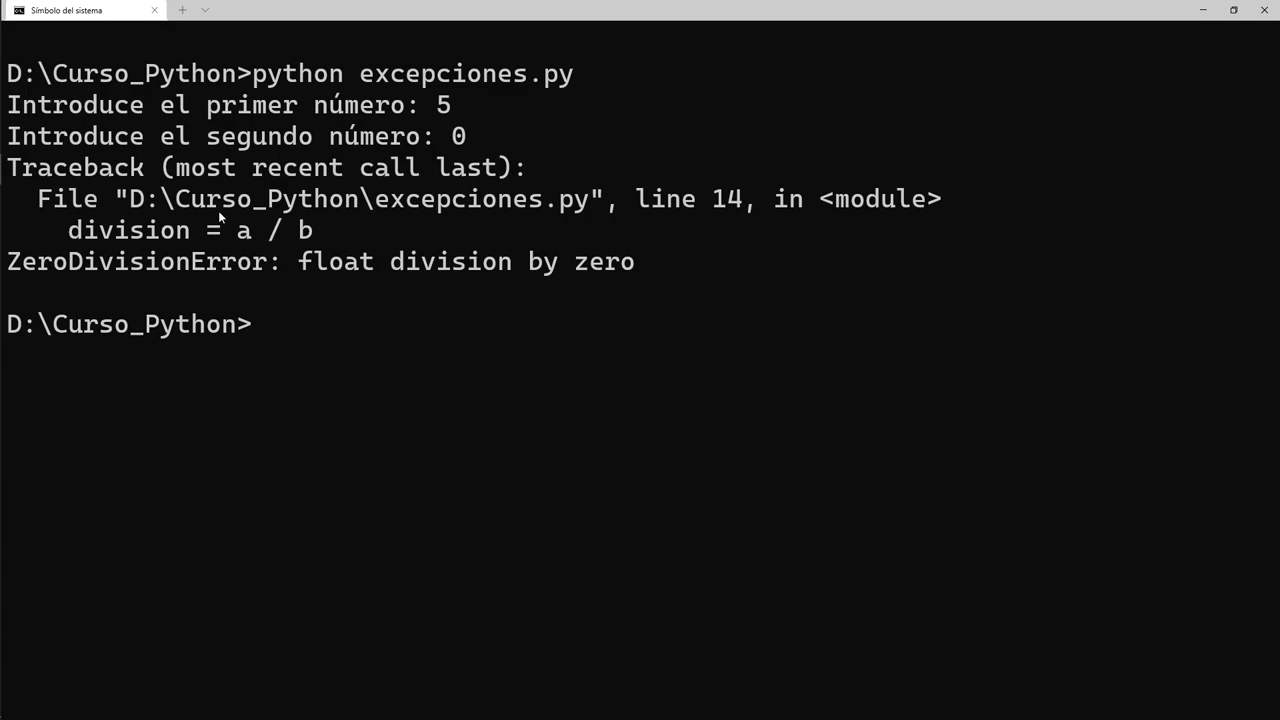 Símbolo del sistema
D:\Curso_Python>python excepciones.py
Introduce el primer número: 5
Introduce el segundo número: 0
Traceback (most recent call last):
  File "D:\Curso_Python\excepciones.py", line 14, in <module>
    division = a / b
ZeroDivisionError: float division by zero
D:\Curso_Python>